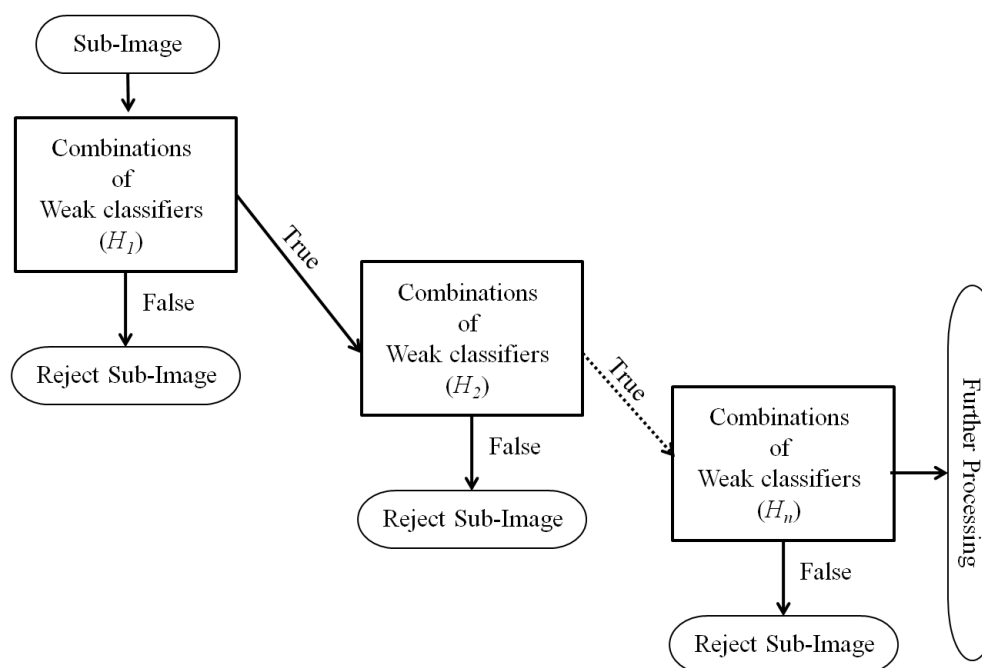 Sub-Image
Combinations
of
Weak classifiers
(H₁)
True
False
Reject Sub-Image
Combinations
of
Weak classifiers
(H₂)
True
False
Reject Sub-Image
Combinations
of
Weak classifiers
(Hₙ)
False
Reject Sub-Image
Further Processing